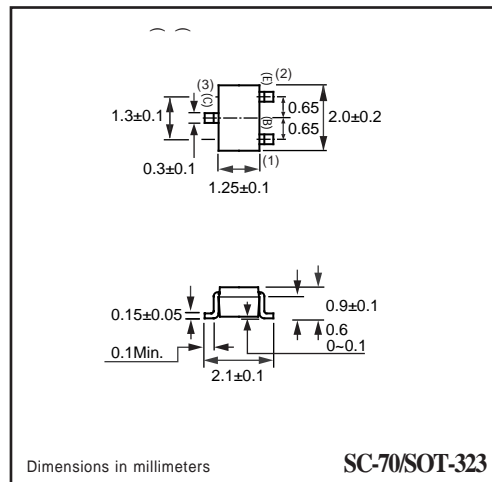 (3)
(C)
(E)
(2)
1.3±0.1
0.65
0.65
2.0±0.2
(B)
0.3±0.1
(1)
1.25±0.1
0.15±0.05
0.9±0.1
0.6
0.1Min.
0~0.1
2.1±0.1
Dimensions in millimeters
SC-70/SOT-323